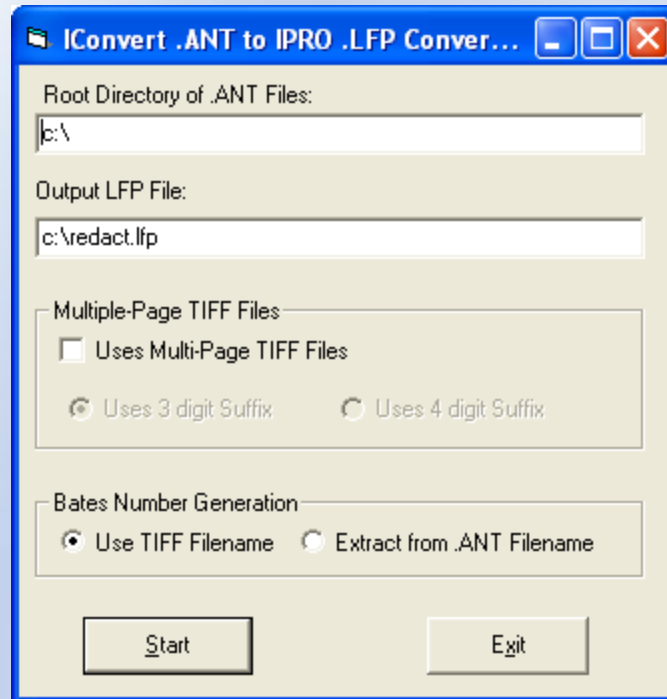 IConvert .ANT to IPRO .LFP Conver...
Root Directory of .ANT Files:
c:\
Output LFP File:
c:\redact.lfp
Multiple-Page TIFF Files
Uses Multi-Page TIFF Files
Uses 3 digit Suffix Uses 4 digit Suffix
Bates Number Generation
Use TIFF Filename Extract from .ANT Filename
Start Exit